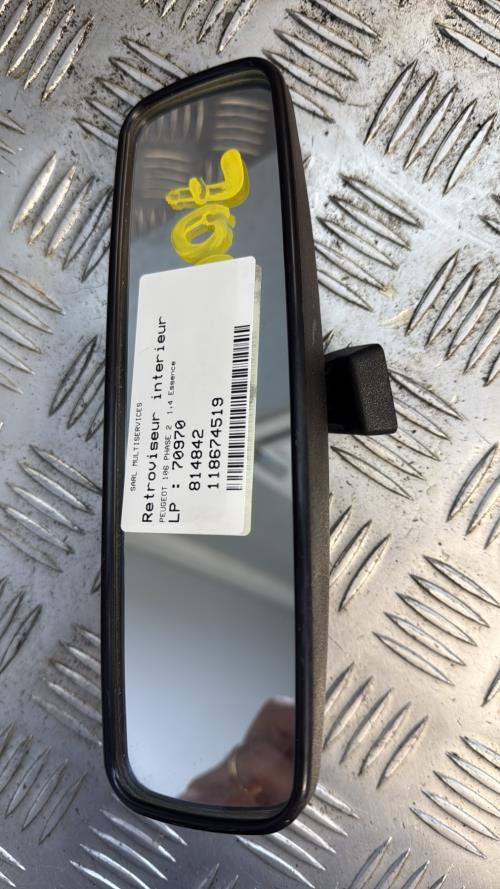 SARL MULTISERVICES
Retroviseur interieur
PEUGEOT 106 PHASE 2 1.4 Essence
LP : 70970
814842
118674519